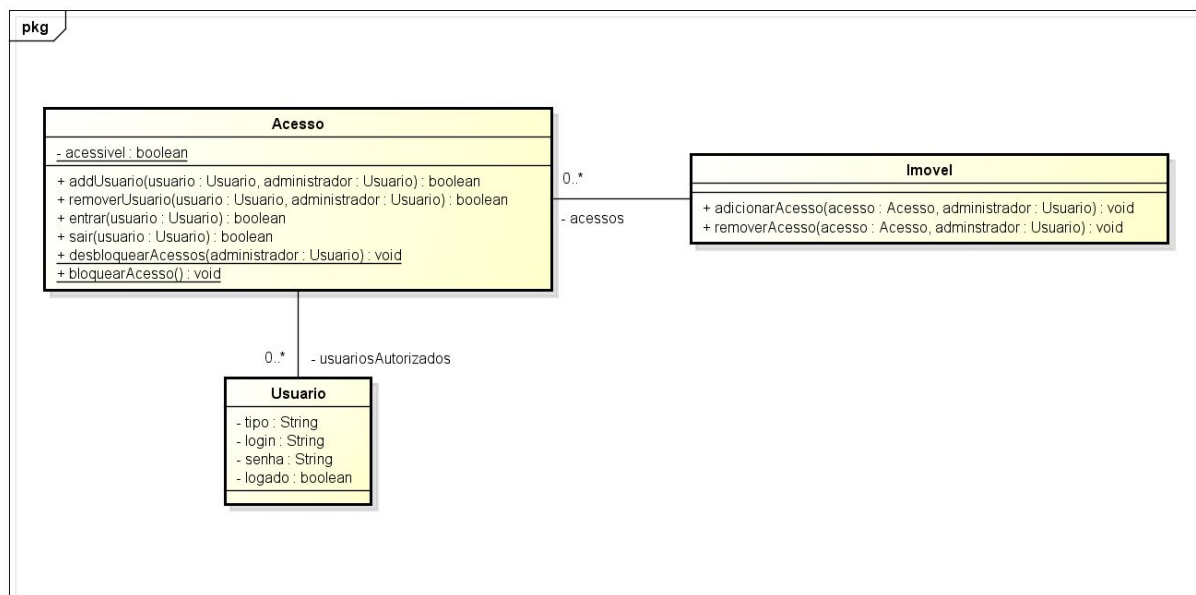 pkg
Acesso
- acessivel : boolean
+ addUsuario(usuario : Usuario, administrador : Usuario) : boolean
+ removerUsuario(usuario : Usuario, administrador : Usuario) : boolean
+ entrar(usuario : Usuario) : boolean
+ sair(usuario : Usuario) : boolean
+ desbloquearAcessos(administrador : Usuario) : void
+ bloquearAcesso() : void
0..*
- acessos
Imovel
+ adicionarAcesso(acesso : Acesso, administrador : Usuario) : void
+ removerAcesso(acesso : Acesso, adminstrador : Usuario) : void
0..*
- usuariosAutorizados
Usuario
- tipo : String
- login : String
- senha : String
- logado : boolean